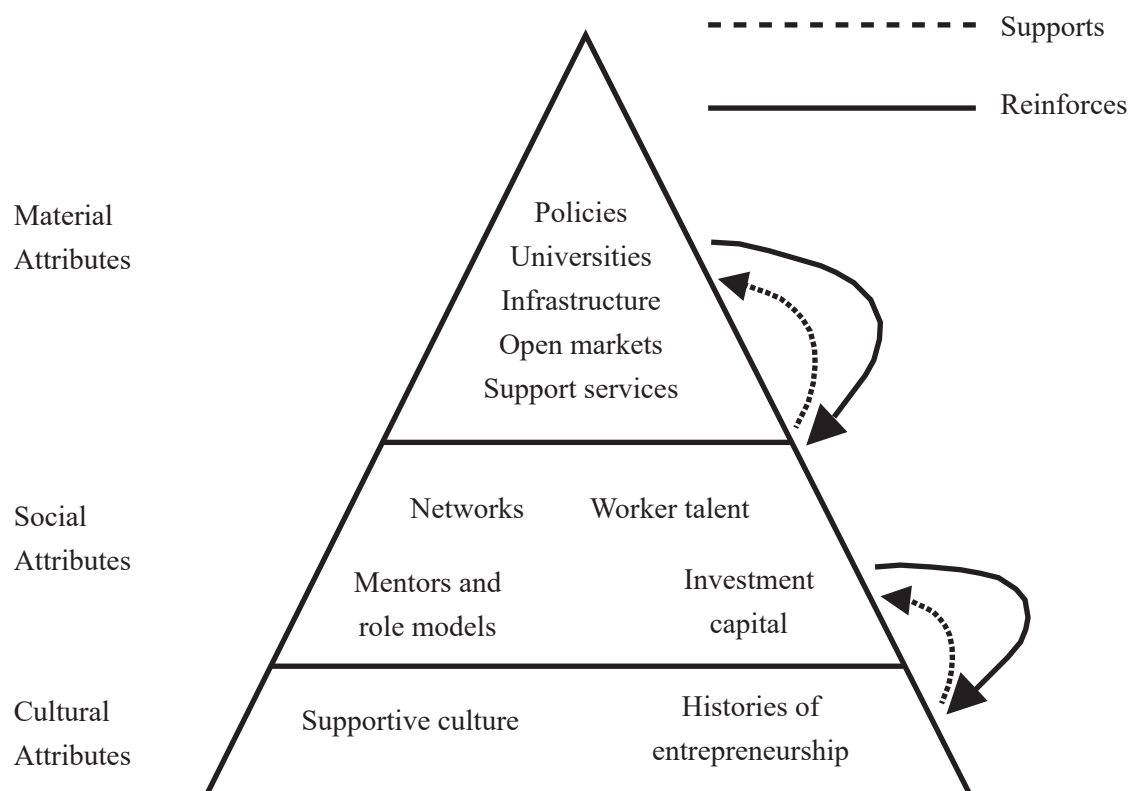 Supports
Reinforces
Material
Attributes
Policies
Universities
Infrastructure
Open markets
Support services
Social
Attributes
Networks
Worker talent
Mentors and
role models
Investment
capital
Cultural
Attributes
Supportive culture
Histories of
entrepreneurship